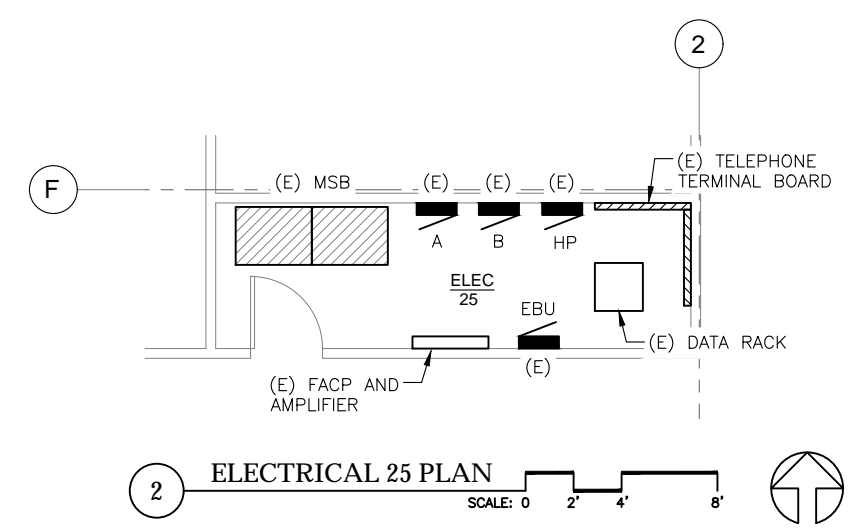 2
F
(E) MSB
(E)
(E)
(E)
(E) TELEPHONE
TERMINAL BOARD
A
B
HP
ELEC
25
EBU
(E) DATA RACK
(E)
(E) FACP AND
AMPLIFIER
2
ELECTRICAL 25 PLAN
SCALE: 0 2' 4' 8'